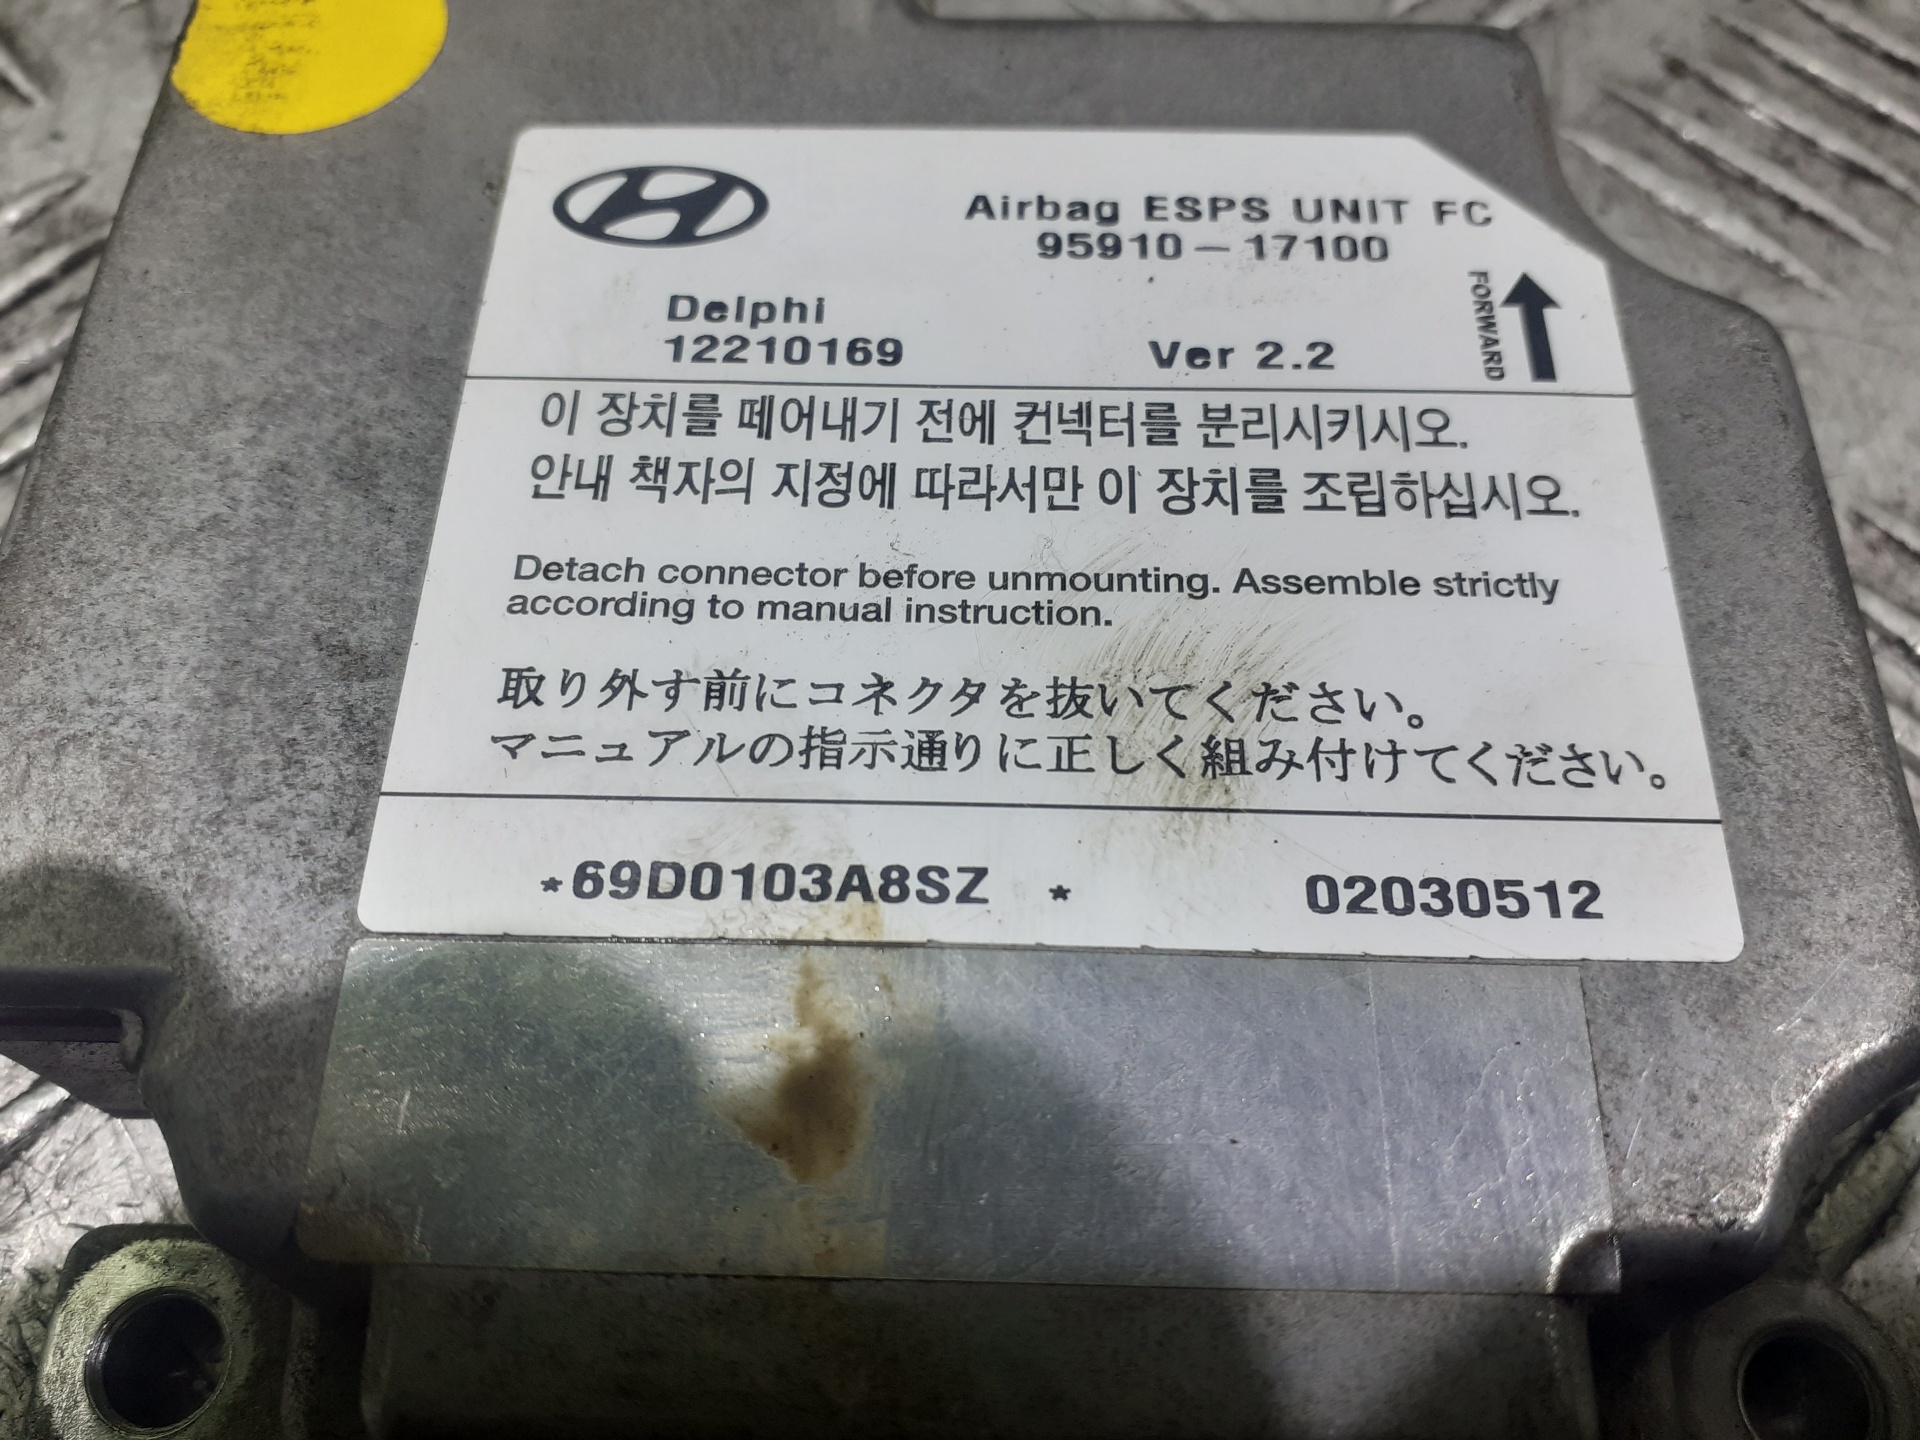 Airbag ESPS UNIT FC
95910-17100
FORWARD
Delphi
12210169
Ver 2.2
이 장치를 떼어내기 전에 컨넥터를 분리시키시오.
안내 책자의 지정에 따라서만 이 장치를 조립하십시오.
Detach connector before unmounting. Assemble strictly
according to manual instruction.
取り外す前にコネクタを抜いてください。
マニュアルの指示通りに正しく組み付けてください。
*69D0103A8SZ *
02030512